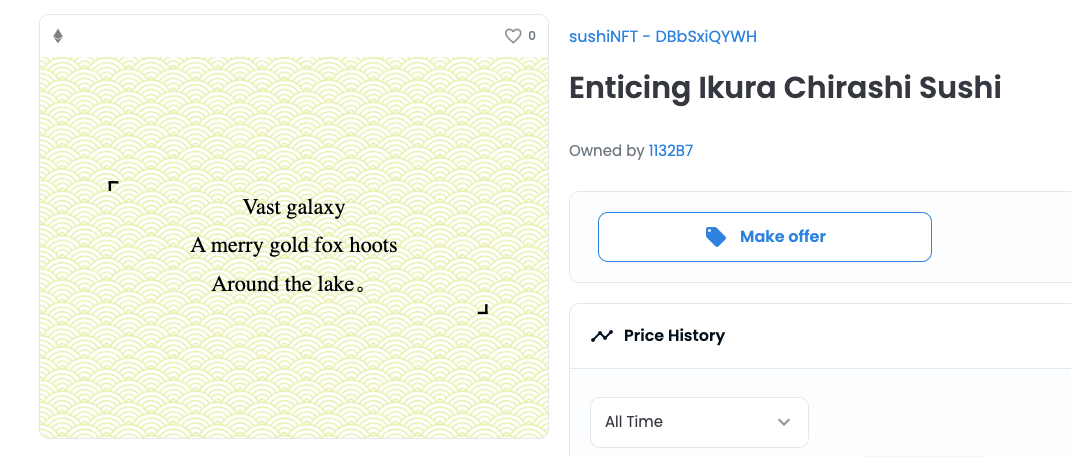 0
「
Vast galaxy
A merry gold fox hoots
Around the lake。
」
sushiNFT - DBbSxiQYWH
Enticing Ikura Chirashi Sushi
Owned by 1132B7
Make offer
Price History
All Time